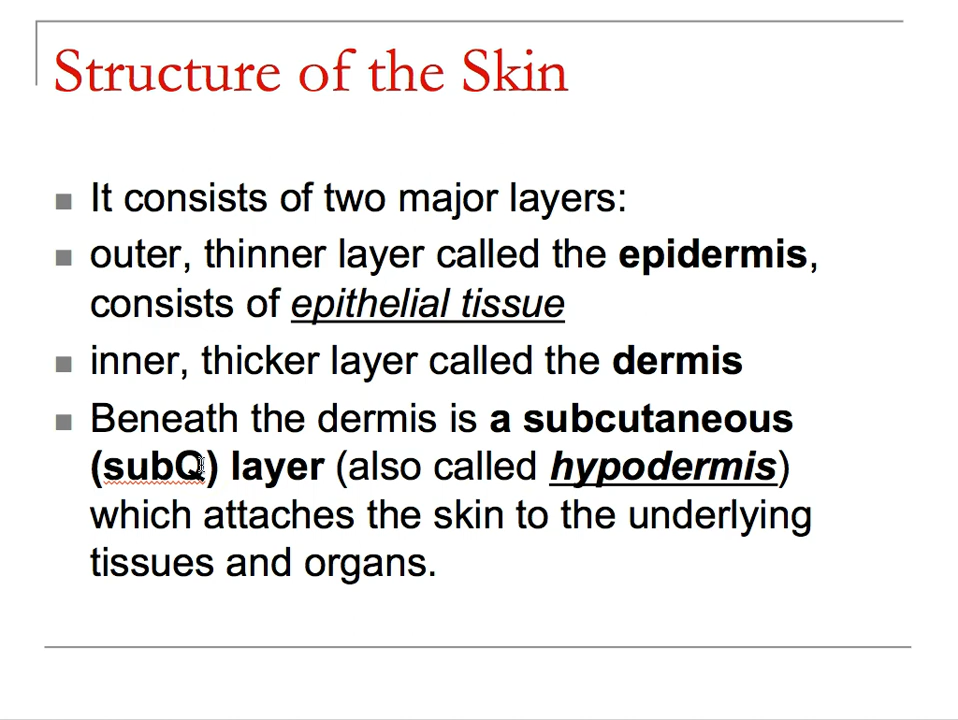 Structure of the Skin
It consists of two major layers:
outer, thinner layer called the epidermis,
consists of epithelial tissue
inner, thicker layer called the dermis
Beneath the dermis is a subcutaneous
(subQ) layer (also called hypodermis)
which attaches the skin to the underlying
tissues and organs.